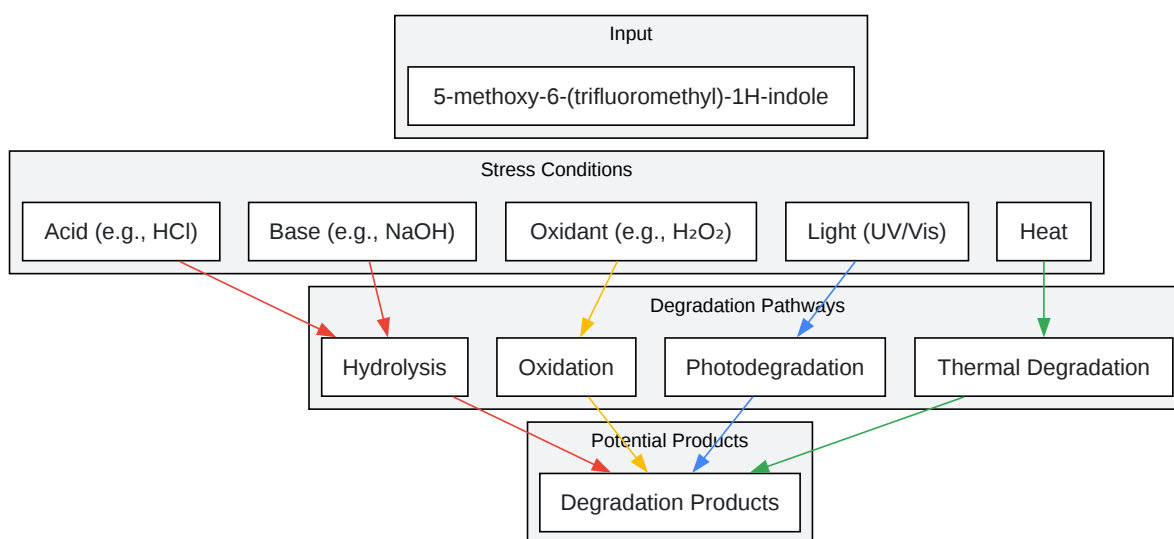 Input
5-methoxy-6-(trifluoromethyl)-1H-indole
Stress Conditions
Acid (e.g., HCl)
Base (e.g., NaOH)
Oxidant (e.g., H₂O₂)
Light (UV/Vis)
Heat
Degradation Pathways
Hydrolysis
Oxidation
Photodegradation
Thermal Degradation
Potential Products
Degradation Products